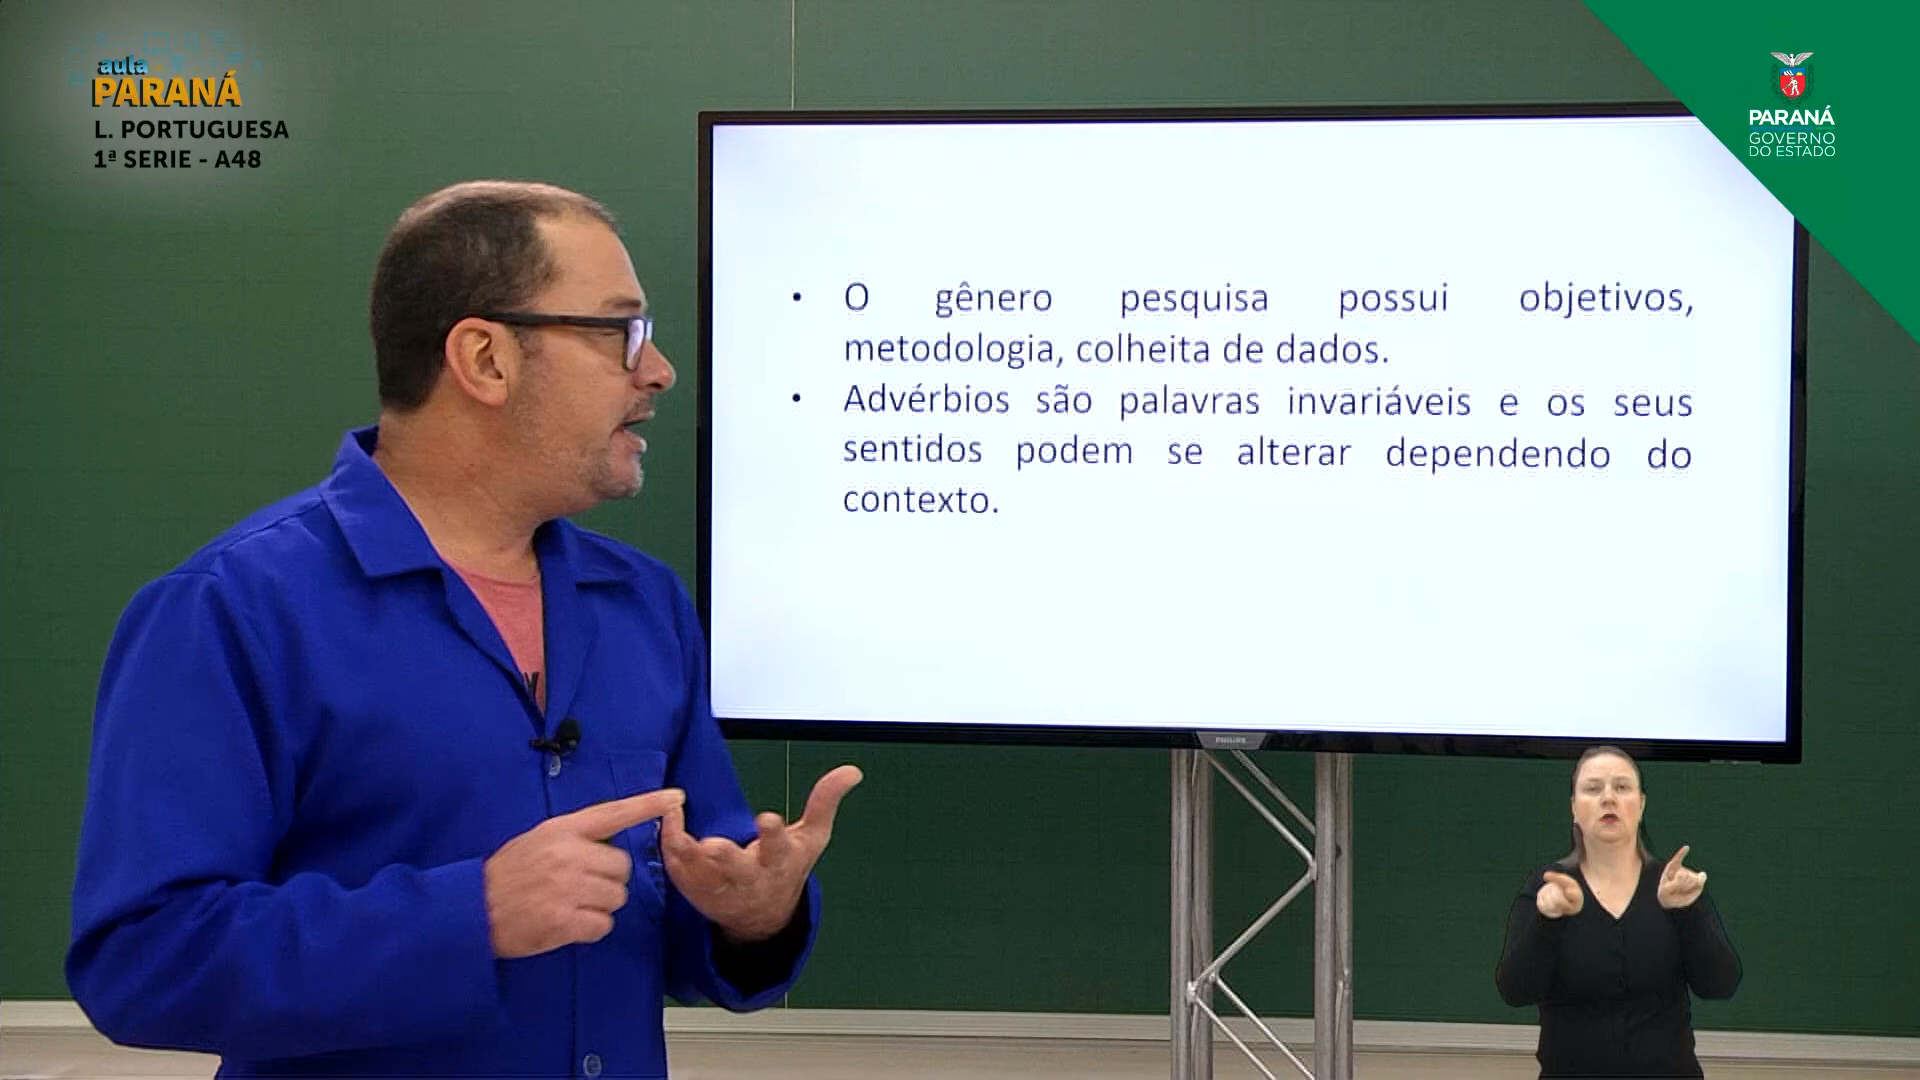 aula
PARANÁ
L. PORTUGUESA
1ª SERIE - A48
PARANÁ
GOVERNO
DO ESTADO
• O gênero pesquisa possui objetivos,
metodologia, colheita de dados.
• Advérbios são palavras invariáveis e os seus
sentidos podem se alterar dependendo do
contexto.
PHILIPS